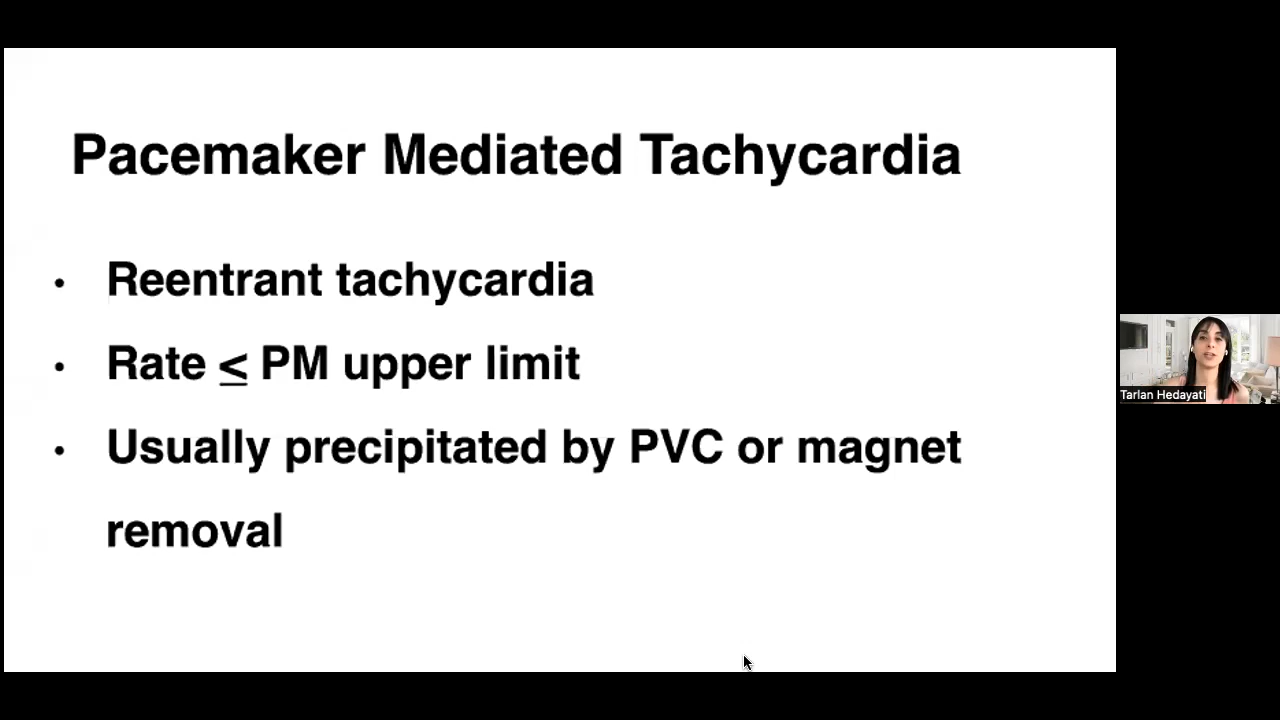 Pacemaker Mediated Tachycardia
• Reentrant tachycardia
• Rate ≤ PM upper limit
• Usually precipitated by PVC or magnet
removal
Tarlan Hedayati